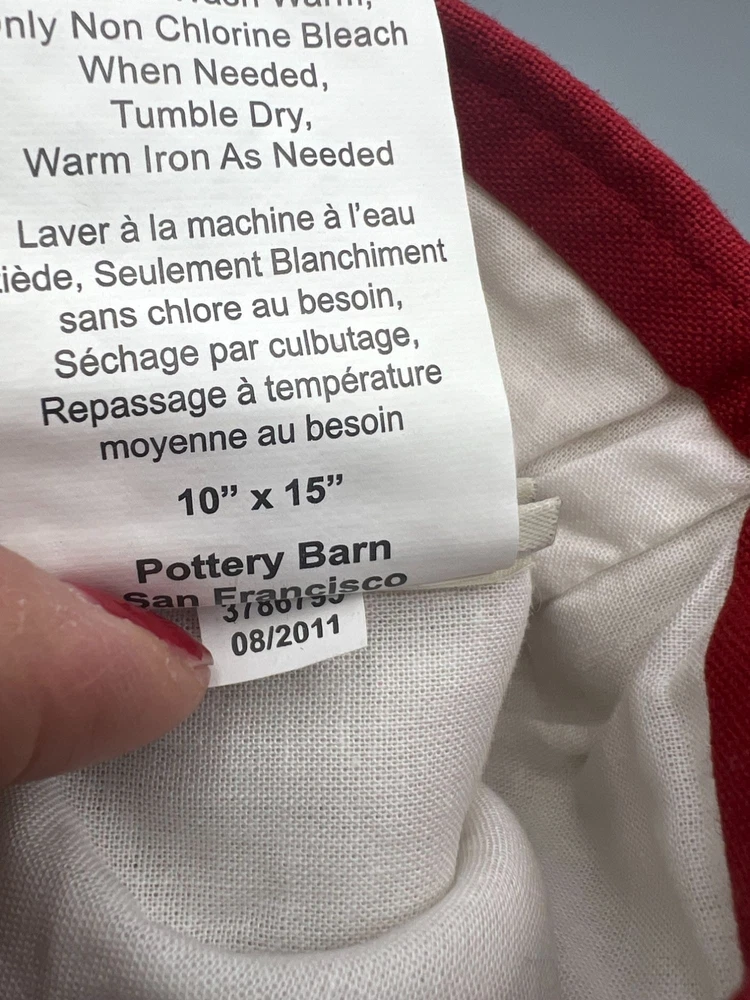 Warm,
nly Non Chlorine Bleach
When Needed,
Tumble Dry,
Warm Iron As Needed
Laver à la machine à l'eau
iède, Seulement Blanchiment
sans chlore au besoin,
Séchage par culbutage,
Repassage à température
moyenne au besoin
10” x 15”
Pottery Barn
San Francisco
08/2011